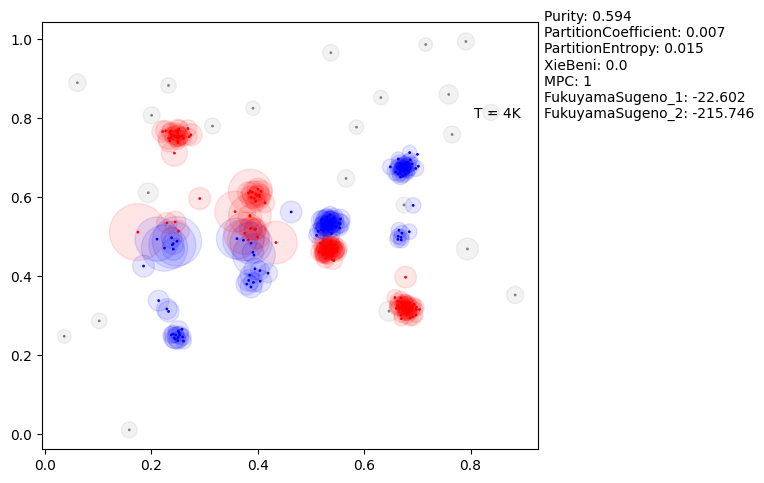 Purity: 0.594
PartitionCoefficient: 0.007
PartitionEntropy: 0.015
XieBeni: 0.0
MPC: 1
FukuyamaSugeno_1: -22.602
FukuyamaSugeno_2: -215.746
T = 4K
1.0
0.8
0.6
0.4
0.2
0.0
0.0 0.2 0.4 0.6 0.8